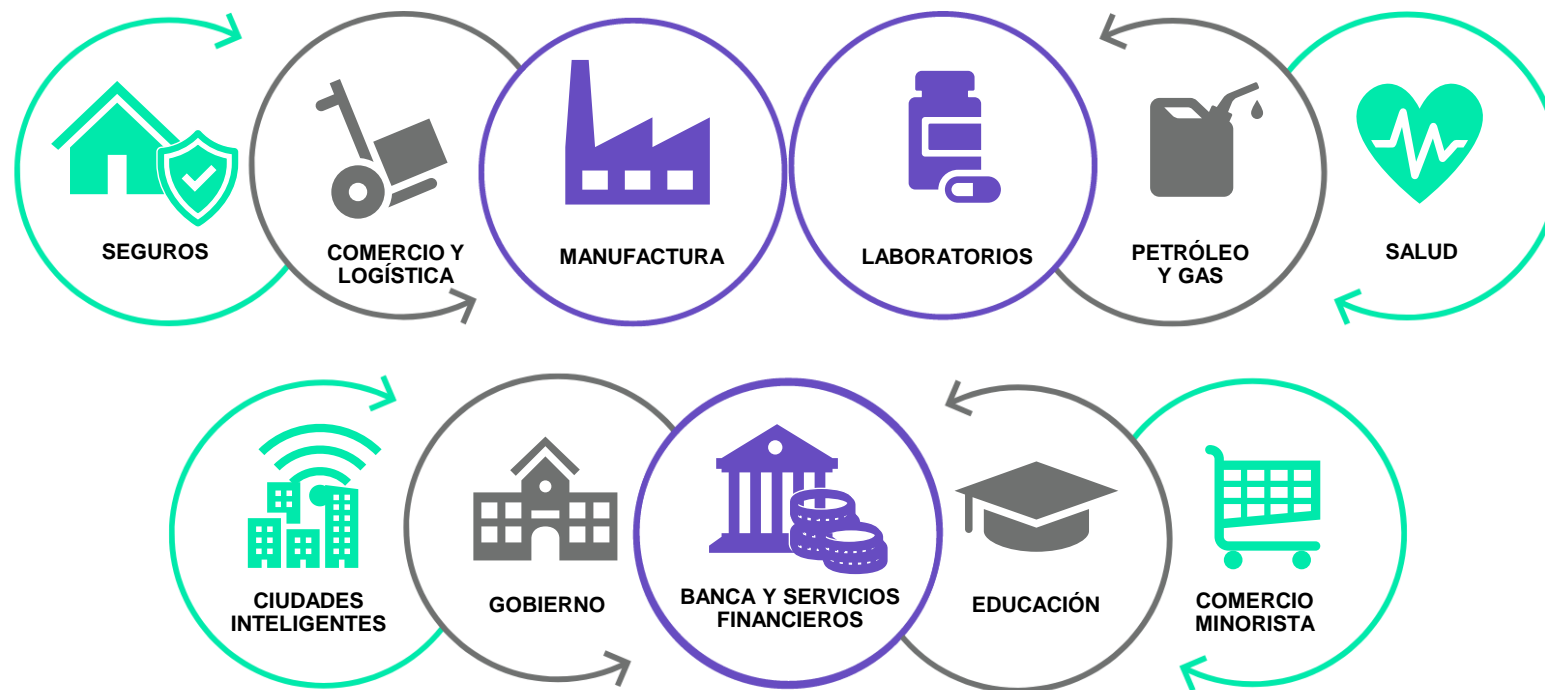 SEGUROS
COMERCIO Y
LOGÍSTICA
MANUFACTURA
LABORATORIOS
PETRÓLEO
Y GAS
SALUD
CIUDADES
INTELIGENTES
GOBIERNO
BANCA Y SERVICIOS
FINANCIEROS
EDUCACIÓN
COMERCIO
MINORISTA